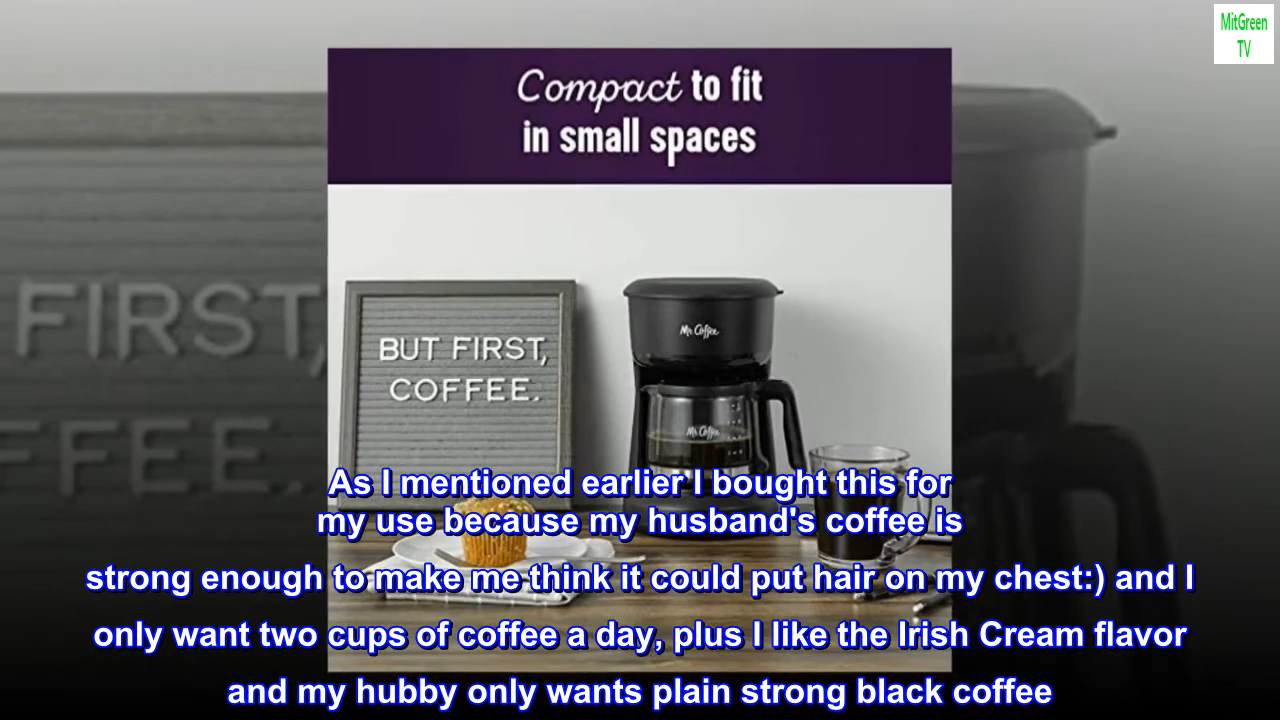 MitGreen
TV
Compact to fit
in small spaces
FIRST,
FFEE.
Mr. Coffee
BUT FIRST,
COFFEE.
Mr. Coffee
As I mentioned earlier I bought this for
my use because my husband's coffee is
strong enough to make me think it could put hair on my chest:) and I
only want two cups of coffee a day, plus I like the Irish Cream flavor
and my hubby only wants plain strong black coffee